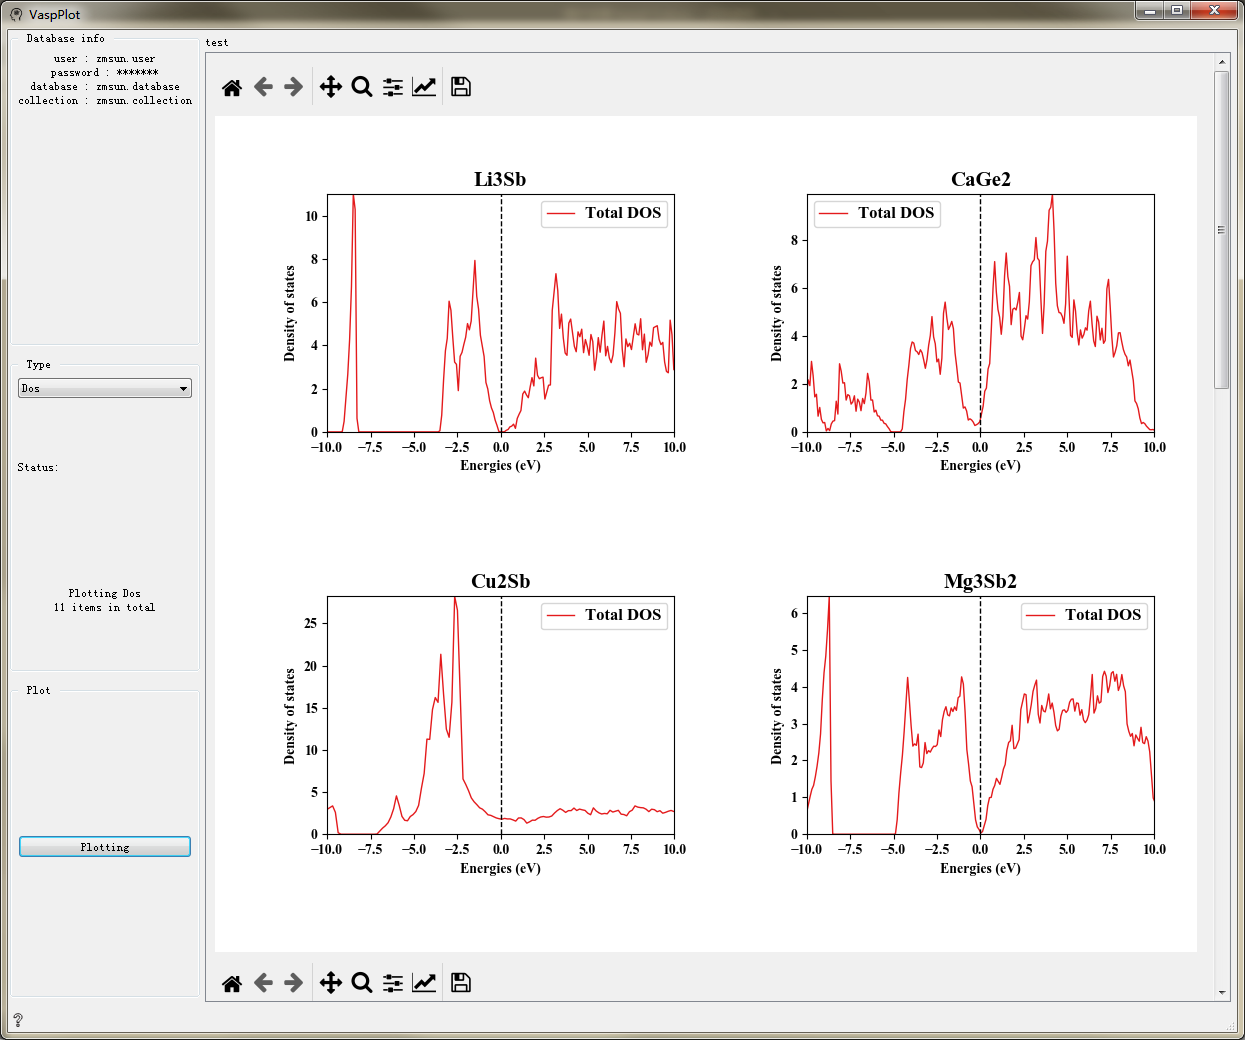 VaspPlot
Database info
user : zmsun.user
password : *******
database : zmsun.database
collection : zmsun.collection
Type
Dos
Status:
Plotting Dos
11 items in total
Plot
Plotting
test
Li3Sb
Total DOS
Density of states
10
8
6
4
2
0
−10.0 −7.5 −5.0 −2.5 0.0 2.5 5.0 7.5 10.0
Energies (eV)
CaGe2
Total DOS
Density of states
8
6
4
2
0
−10.0 −7.5 −5.0 −2.5 0.0 2.5 5.0 7.5 10.0
Energies (eV)
Cu2Sb
Total DOS
Density of states
25
20
15
10
5
0
−10.0 −7.5 −5.0 −2.5 0.0 2.5 5.0 7.5 10.0
Energies (eV)
Mg3Sb2
Total DOS
Density of states
6
5
4
3
2
1
0
−10.0 −7.5 −5.0 −2.5 0.0 2.5 5.0 7.5 10.0
Energies (eV)